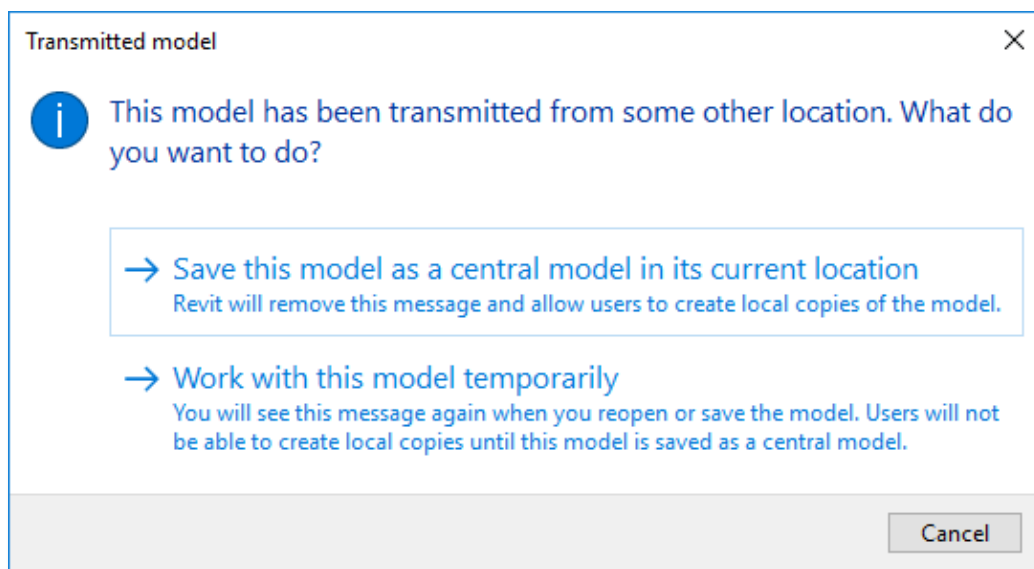 Transmitted model
This model has been transmitted from some other location. What do
you want to do?
→ Save this model as a central model in its current location
Revit will remove this message and allow users to create local copies of the model.
→ Work with this model temporarily
You will see this message again when you reopen or save the model. Users will not
be able to create local copies until this model is saved as a central model.
Cancel